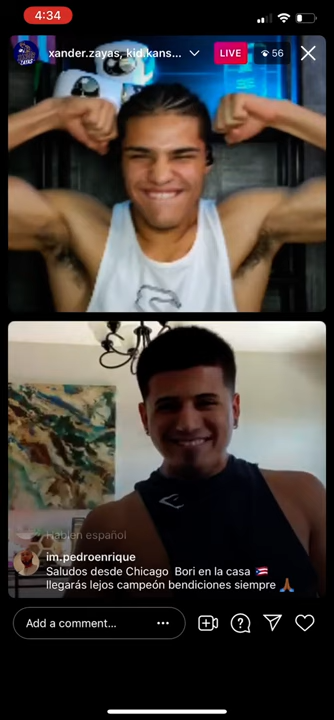 4:34
xander.zayas, kid.kans...
LIVE
56
Hablen español
im.pedroenrique
Saludos desde Chicago Bori en la casa 🇵🇷
llegarás lejos campeón bendiciones siempre 🙏🏾
Add a comment...